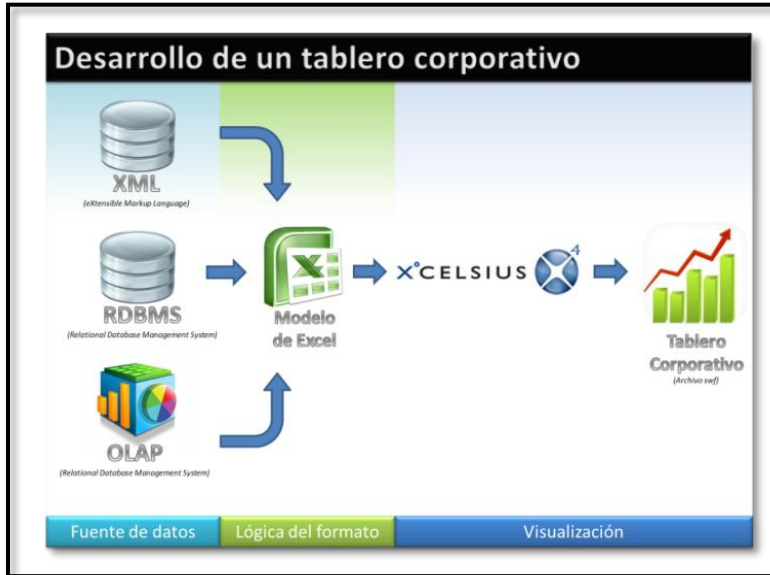 Desarrollo de un tablero corporativo
XML
(eXtensible Markup Language)
RDBMS
(Relational Database Management System)
OLAP
(Relational Database Management System)
Modelo
de Excel
X°CELSIUS 4
Tablero
Corporativo
(Archivo swf)
Fuente de datos
Lógica del formato
Visualización